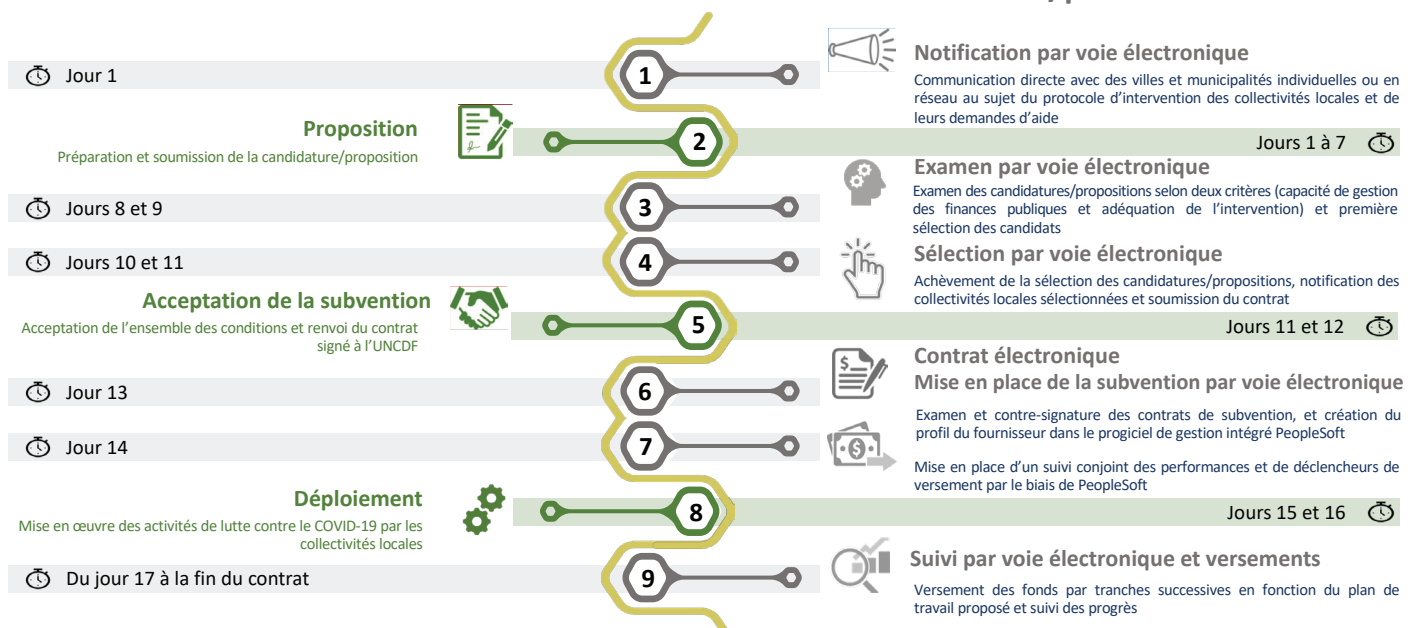 Jour 1
1
Notification par voie électronique
Communication directe avec des villes et municipalités individuelles ou en
réseau au sujet du protocole d’intervention des collectivités locales et de
leurs demandes d’aide
Proposition
Préparation et soumission de la candidature/proposition
2
Jours 1 à 7
Jours 8 et 9
3
Examen par voie électronique
Examen des candidatures/propositions selon deux critères (capacité de gestion
des finances publiques et adéquation de l’intervention) et première
sélection des candidats
Jours 10 et 11
4
Sélection par voie électronique
Achèvement de la sélection des candidatures/propositions, notification des
collectivités locales sélectionnées et soumission du contrat
Acceptation de la subvention
Acceptation de l’ensemble des conditions et renvoi du contrat
signé à l’UNCDF
5
Jours 11 et 12
Jour 13
6
Contrat électronique
Mise en place de la subvention par voie électronique
Examen et contre-signature des contrats de subvention, et création du
profil du fournisseur dans le progiciel de gestion intégré PeopleSoft
Jour 14
7
Mise en place d’un suivi conjoint des performances et de déclencheurs de
versement par le biais de PeopleSoft
Déploiement
Mise en œuvre des activités de lutte contre le COVID-19 par les
collectivités locales
8
Jours 15 et 16
Du jour 17 à la fin du contrat
9
Suivi par voie électronique et versements
Versement des fonds par tranches successives en fonction du plan de
travail proposé et suivi des progrès